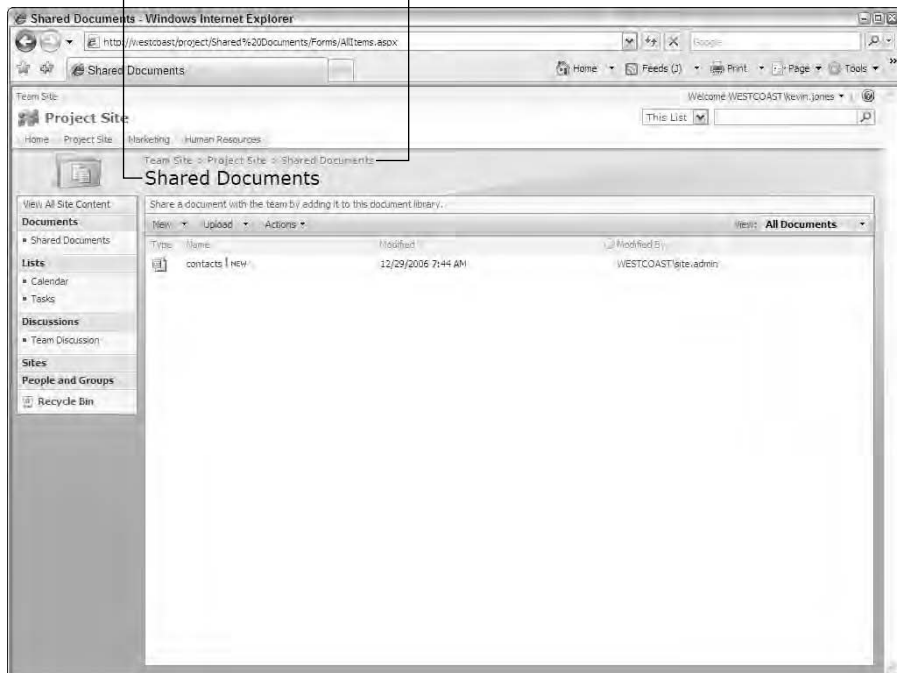 Shared Documents - Windows Internet Explorer
http://westcoast/project/Shared%20Documents/Forms/AllItems.aspx
Google
Shared Documents
Home Feeds (J) Print Page Tools »
Team Site
Welcome WESTCOAST\kevin.jones
Project Site
This List
Home Project Site Marketing Human Resources
Team Site > Project Site > Shared Documents
Shared Documents
View All Site Content
Share a document with the team by adding it to this document library.
Documents
New Upload Actions
View: All Documents
Shared Documents
Type Name Modified Modified By
Lists
contacts ! NEW 12/29/2006 7:44 AM WESTCOAST\site.admin
Calendar
Tasks
Discussions
Team Discussion
Sites
People and Groups
Recycle Bin